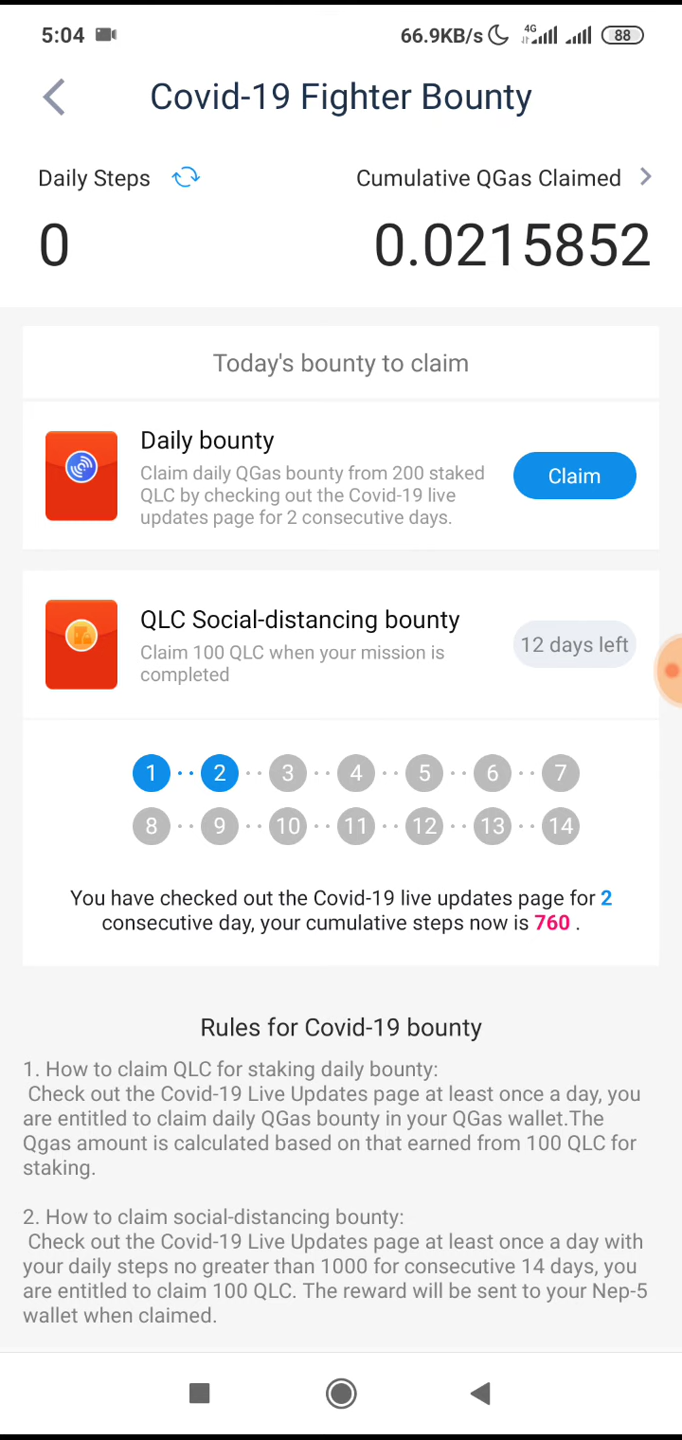 5:04 66.9KB/s 4G 88
Covid-19 Fighter Bounty
Daily Steps Cumulative QGas Claimed
0 0.0215852
Today's bounty to claim
Daily bounty
Claim daily QGas bounty from 200 staked
QLC by checking out the Covid-19 live
updates page for 2 consecutive days.
Claim
QLC Social-distancing bounty
Claim 100 QLC when your mission is
completed
12 days left
1 2 3 4 5 6 7
8 9 10 11 12 13 14
You have checked out the Covid-19 live updates page for 2
consecutive day, your cumulative steps now is 760 .
Rules for Covid-19 bounty
1. How to claim QLC for staking daily bounty:
Check out the Covid-19 Live Updates page at least once a day, you
are entitled to claim daily QGas bounty in your QGas wallet.The
Qgas amount is calculated based on that earned from 100 QLC for
staking.
2. How to claim social-distancing bounty:
Check out the Covid-19 Live Updates page at least once a day with
your daily steps no greater than 1000 for consecutive 14 days, you
are entitled to claim 100 QLC. The reward will be sent to your Nep-5
wallet when claimed.